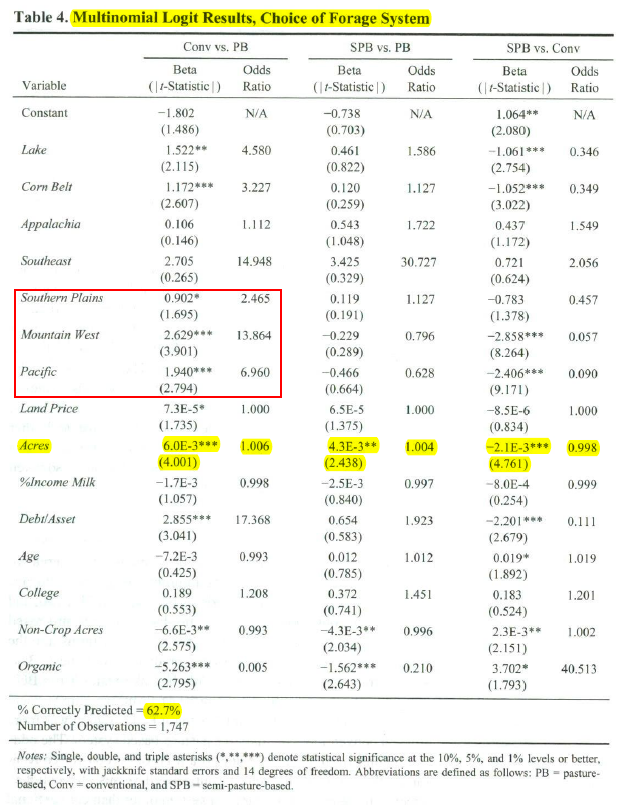 Table 4. Multinomial Logit Results, Choice of Forage System
Conv vs. PB SPB vs. PB SPB vs. Conv
Beta Odds Beta Odds Beta Odds
Variable (|t-Statistic|) Ratio (|t-Statistic|) Ratio (|t-Statistic|) Ratio
Constant −1.802 N/A −0.738 N/A 1.064** N/A
(1.486) (0.703) (2.080)
Lake 1.522** 4.580 0.461 1.586 −1.061*** 0.346
(2.115) (0.822) (2.754)
Corn Belt 1.172*** 3.227 0.120 1.127 −1.052*** 0.349
(2.607) (0.259) (3.022)
Appalachia 0.106 1.112 0.543 1.722 0.437 1.549
(0.146) (1.048) (1.172)
Southeast 2.705 14.948 3.425 30.727 0.721 2.056
(0.265) (0.329) (0.624)
Southern Plains 0.902* 2.465 0.119 1.127 −0.783 0.457
(1.695) (0.191) (1.378)
Mountain West 2.629*** 13.864 −0.229 0.796 −2.858*** 0.057
(3.901) (0.289) (8.264)
Pacific 1.940*** 6.960 −0.466 0.628 −2.406*** 0.090
(2.794) (0.664) (9.171)
Land Price 7.3E-5* 1.000 6.5E-5 1.000 −8.5E-6 1.000
(1.735) (1.375) (0.834)
Acres 6.0E-3*** 1.006 4.3E-3** 1.004 −2.1E-3*** 0.998
(4.001) (2.438) (4.761)
%Income Milk −1.7E-3 0.998 −2.5E-3 0.997 −8.0E-4 0.999
(1.057) (0.840) (0.254)
Debt/Asset 2.855*** 17.368 0.654 1.923 −2.201*** 0.111
(3.041) (0.583) (2.679)
Age −7.2E-3 0.993 0.012 1.012 0.019* 1.019
(0.425) (0.785) (1.892)
College 0.189 1.208 0.372 1.451 0.183 1.201
(0.553) (0.741) (0.524)
Non-Crop Acres −6.6E-3** 0.993 −4.3E-3** 0.996 2.3E-3** 1.002
(2.575) (2.034) (2.151)
Organic −5.263*** 0.005 −1.562*** 0.210 3.702* 40.513
(2.795) (2.643) (1.793)
% Correctly Predicted = 62.7%
Number of Observations = 1,747
Notes: Single, double, and triple asterisks (*,**,***) denote statistical significance at the 10%, 5%, and 1% levels or better,
respectively, with jackknife standard errors and 14 degrees of freedom. Abbreviations are defined as follows: PB = pasture-
based, Conv = conventional, and SPB = semi-pasture-based.